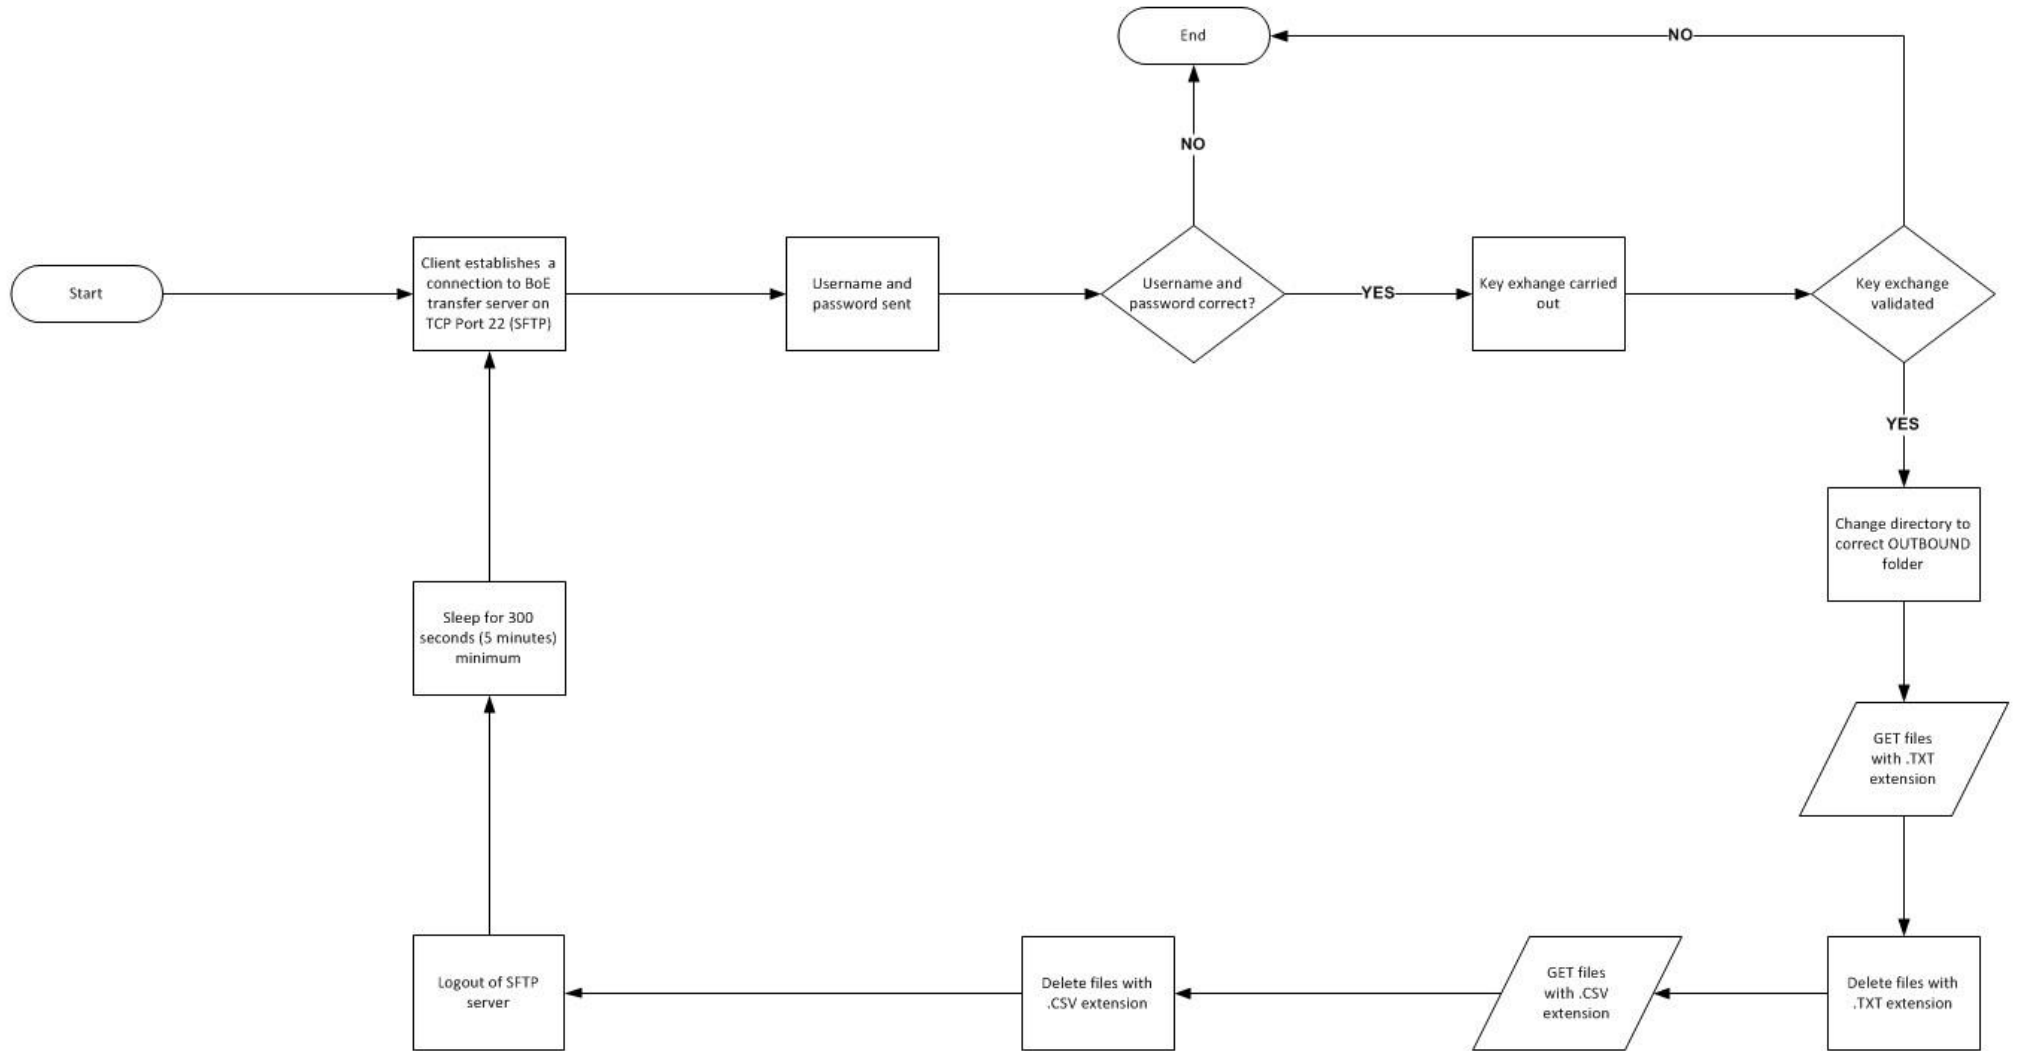 End
NO
NO
Start
Client establishes a
connection to BoE
transfer server on
TCP Port 22 (SFTP)
Username and
password sent
Username and
password correct?
YES
Key exhange carried
out
Key exchange
validated
YES
Change directory to
correct OUTBOUND
folder
GET files
with .TXT
extension
Delete files with
.TXT extension
GET files
with .CSV
extension
Delete files with
.CSV extension
Logout of SFTP
server
Sleep for 300
seconds (5 minutes)
minimum